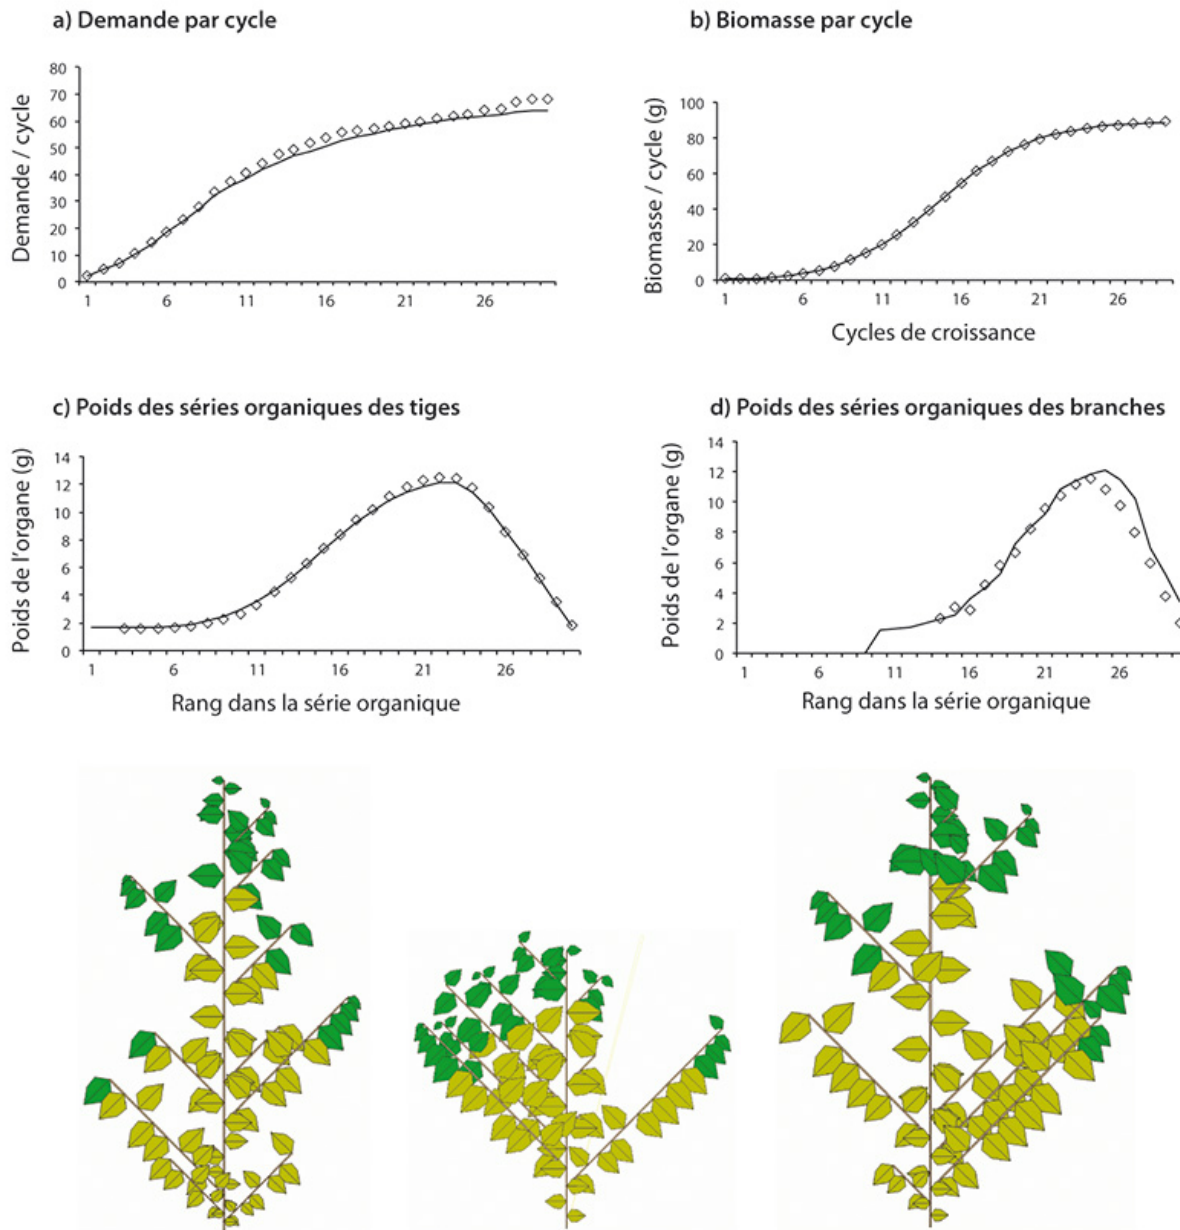 a) Demande par cycle
Demande / cycle
80
70
60
50
40
30
20
10
0
1 6 11 16 21 26
b) Biomasse par cycle
Biomasse / cycle (g)
100
80
60
40
20
0
1 6 11 16 21 26
Cycles de croissance
c) Poids des séries organiques des tiges
Poids de l'organe (g)
14
12
10
8
6
4
2
0
1 6 11 16 21 26
Rang dans la série organique
d) Poids des séries organiques des branches
Poids de l'organe (g)
14
12
10
8
6
4
2
0
1 6 11 16 21 26
Rang dans la série organique